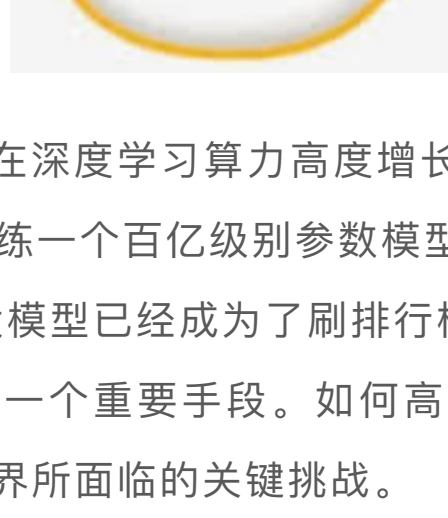 在深度学习算力高度增长
练一个百亿级别参数模型
模型已经成为了刷排行
一个重要手段。如何高
界所面临的关键挑战。